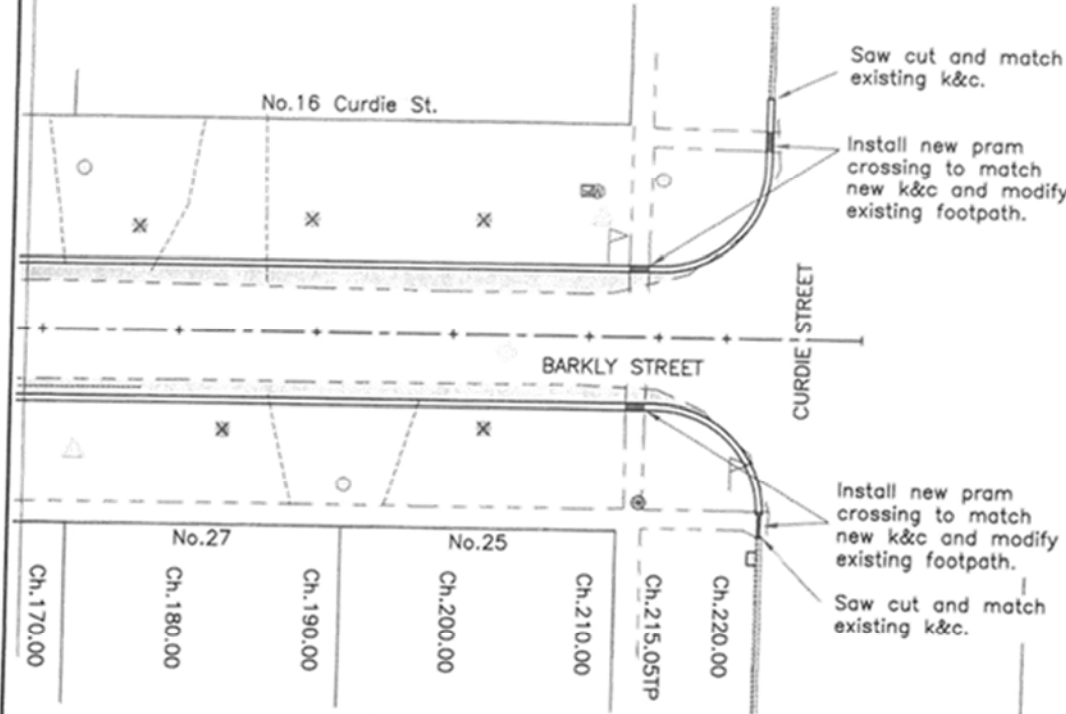 Saw cut and match
existing k&c.
No.16 Curdie St.
Install new pram
crossing to match
new k&c and modify
existing footpath.
CURDIE STREET
BARKLY STREET
Install new pram
crossing to match
new k&c and modify
existing footpath.
No.27
No.25
Saw cut and match
existing k&c.
Ch.170.00
Ch.180.00
Ch.190.00
Ch.200.00
Ch.210.00
Ch.215.05TP
Ch.220.00